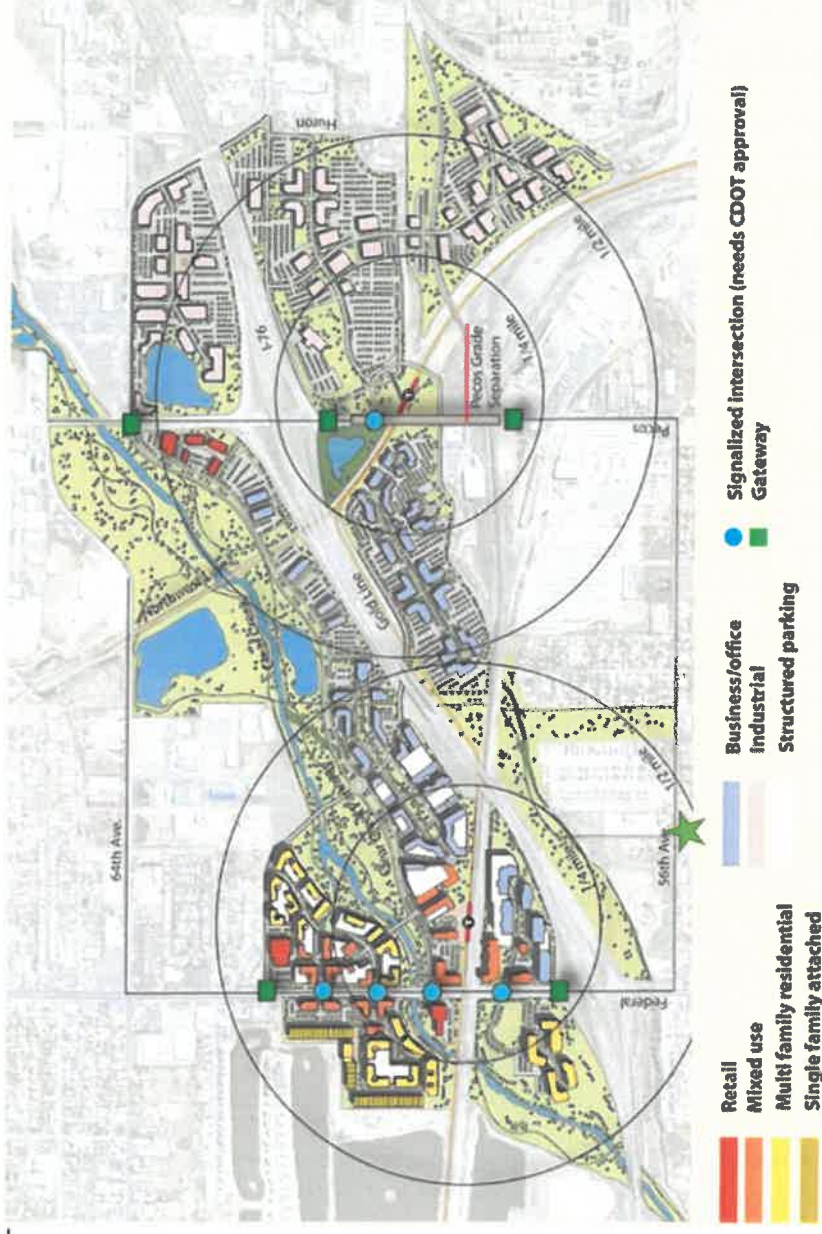 64th Ave.
Huron
I-76
1/2 mile
1/4 mile
Pecos Grade
Separation
Pecos
Gold Line
1/2 mile
1/4 mile
56th Av
Federal
Retail
Mixed use
Multi family residential
Single family attached
Business/office
Industrial
Structured parking
Signalized intersection (needs CDOT approval)
Gateway